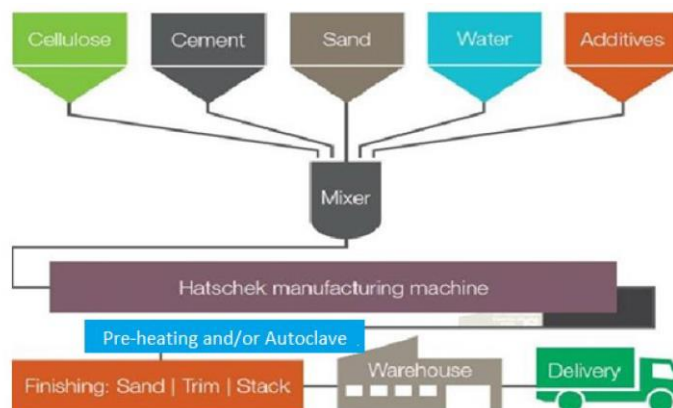 Cellulose
Cement
Sand
Water
Additives
Mixer
Hatschek manufacturing machine
Pre-heating and/or Autoclave
Finishing: Sand | Trim | Stack
Warehouse
Delivery